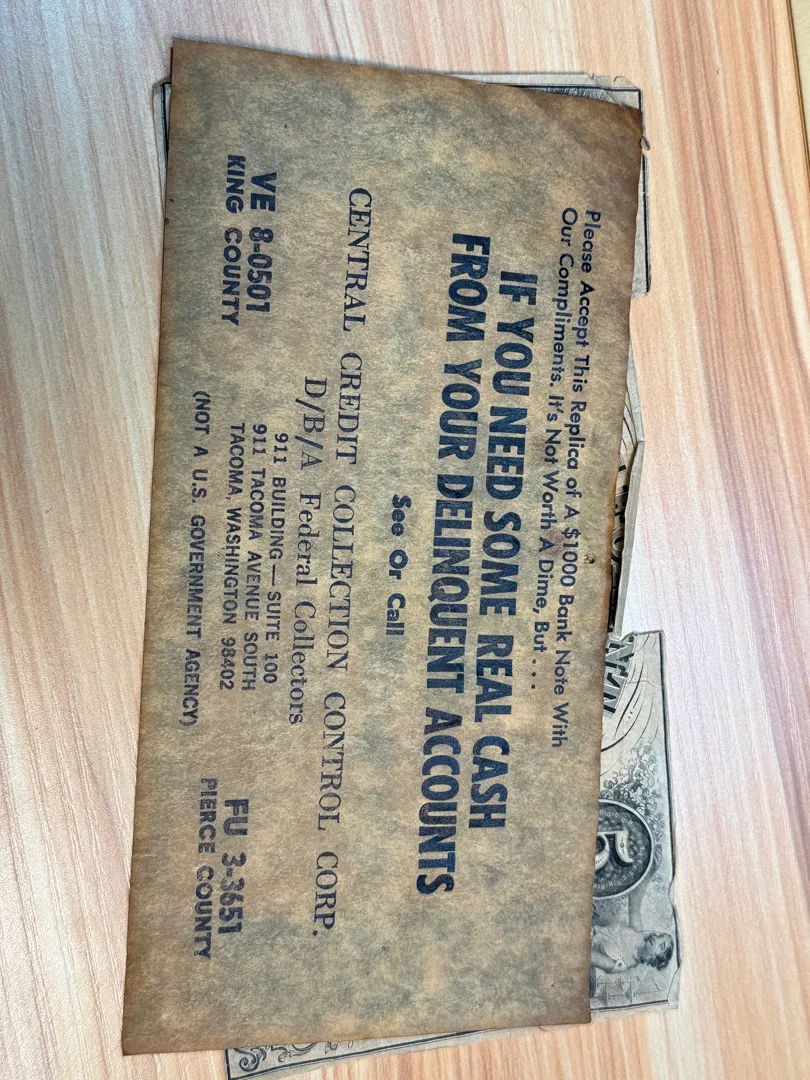 Please Accept This Replica of A $1000 Bank Note With
Our Compliments. It's Not Worth A Dime, But . . .
IF YOU NEED SOME REAL CASH
FROM YOUR DELINQUENT ACCOUNTS
See Or Call
CENTRAL CREDIT COLLECTION CONTROL CORP.
D/B/A Federal Collectors
911 BUILDING — SUITE 100
911 TACOMA AVENUE SOUTH
TACOMA, WASHINGTON 98402
(NOT A U.S. GOVERNMENT AGENCY)
VE 8-0501
KING COUNTY
FU 3-3651
PIERCE COUNTY
5